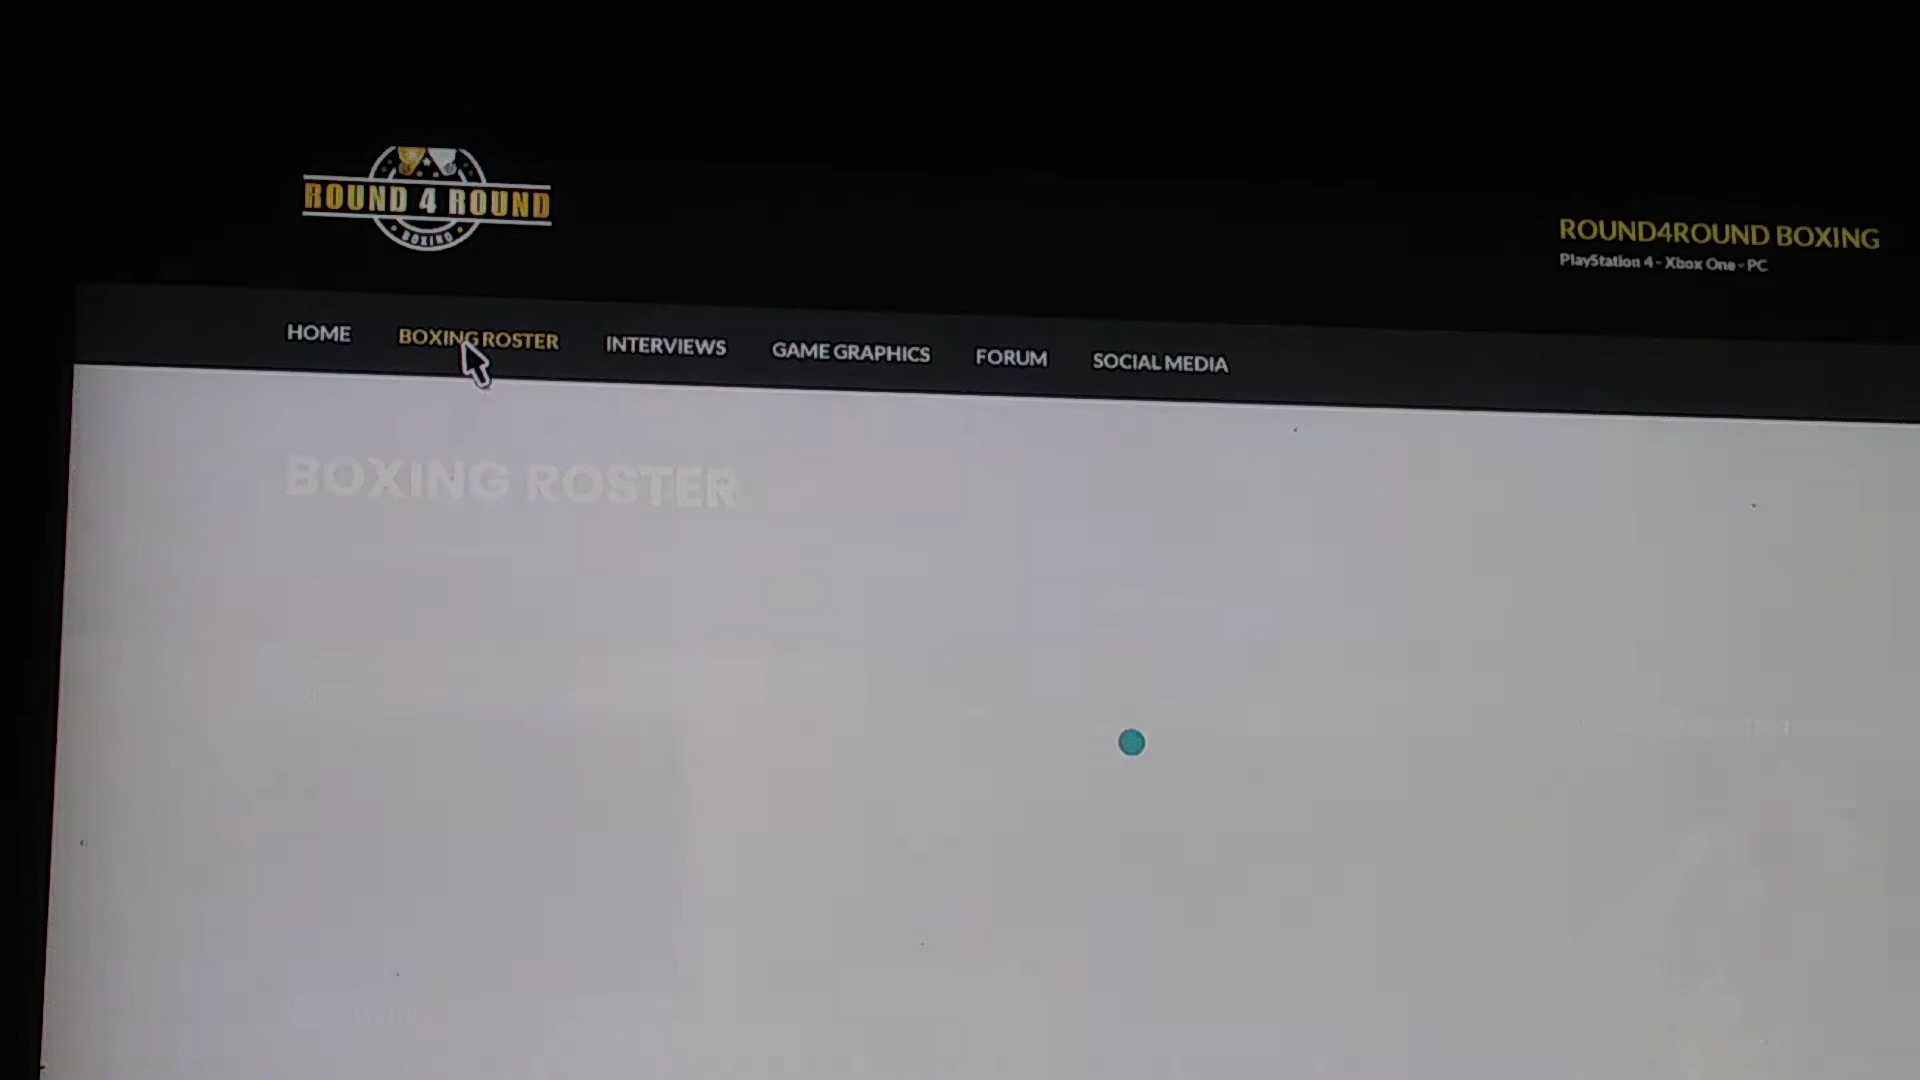 ROUND 4 ROUND
BOXING
ROUND4ROUND BOXING
PlayStation 4 - Xbox One - PC
HOME
BOXING ROSTER
INTERVIEWS
GAME GRAPHICS
FORUM
SOCIAL MEDIA
BOXING ROSTER